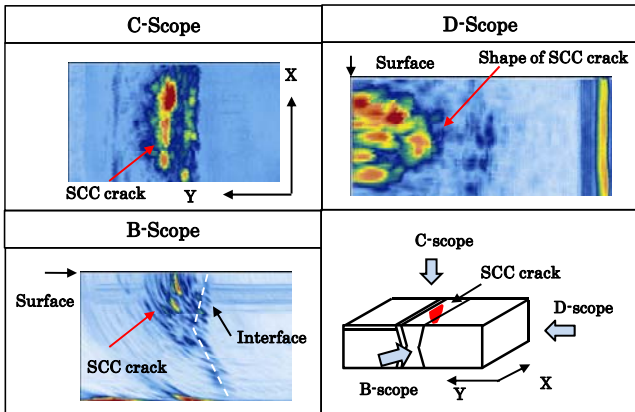 C-Scope
X
SCC crack
Y
D-Scope
Surface
Shape of SCC crack
B-Scope
Surface
Interface
SCC crack
C-scope
SCC crack
D-scope
B-scope
Y
X